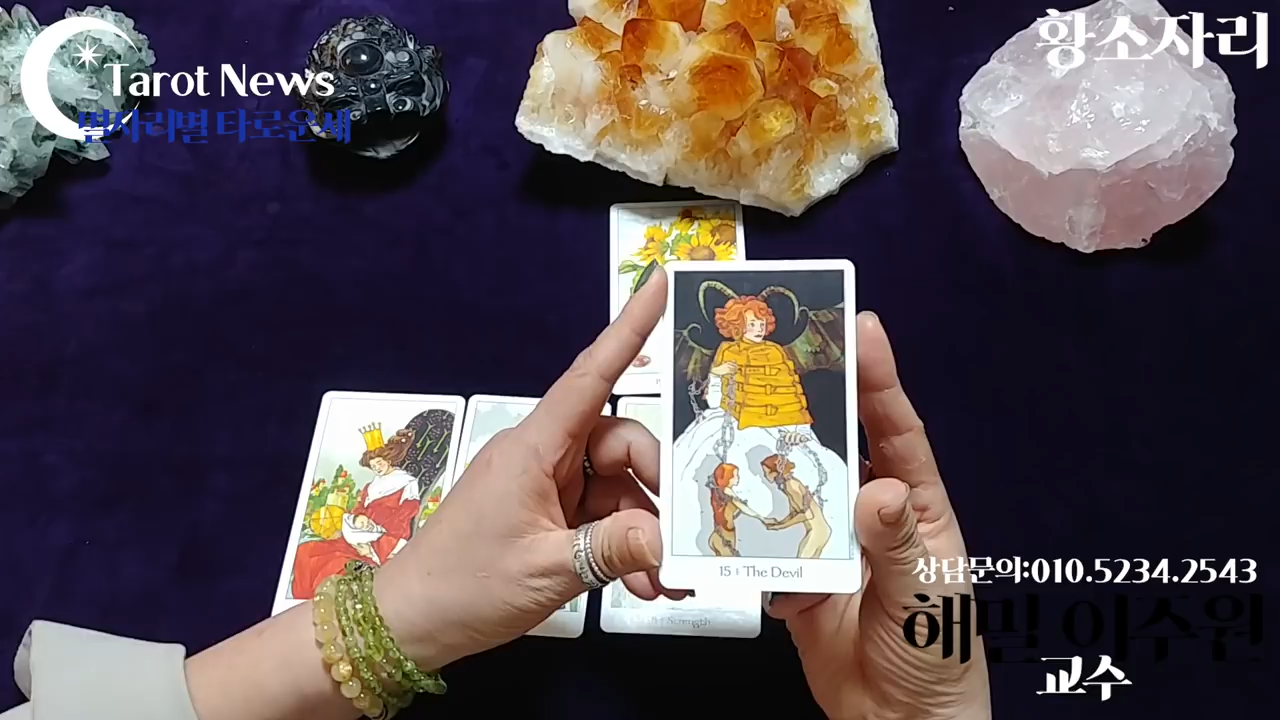 Tarot News
별자리별 타로운세
황소자리
15 The Devil
Strength
상담문의:010.5234.2543
해밀 이주원
교수